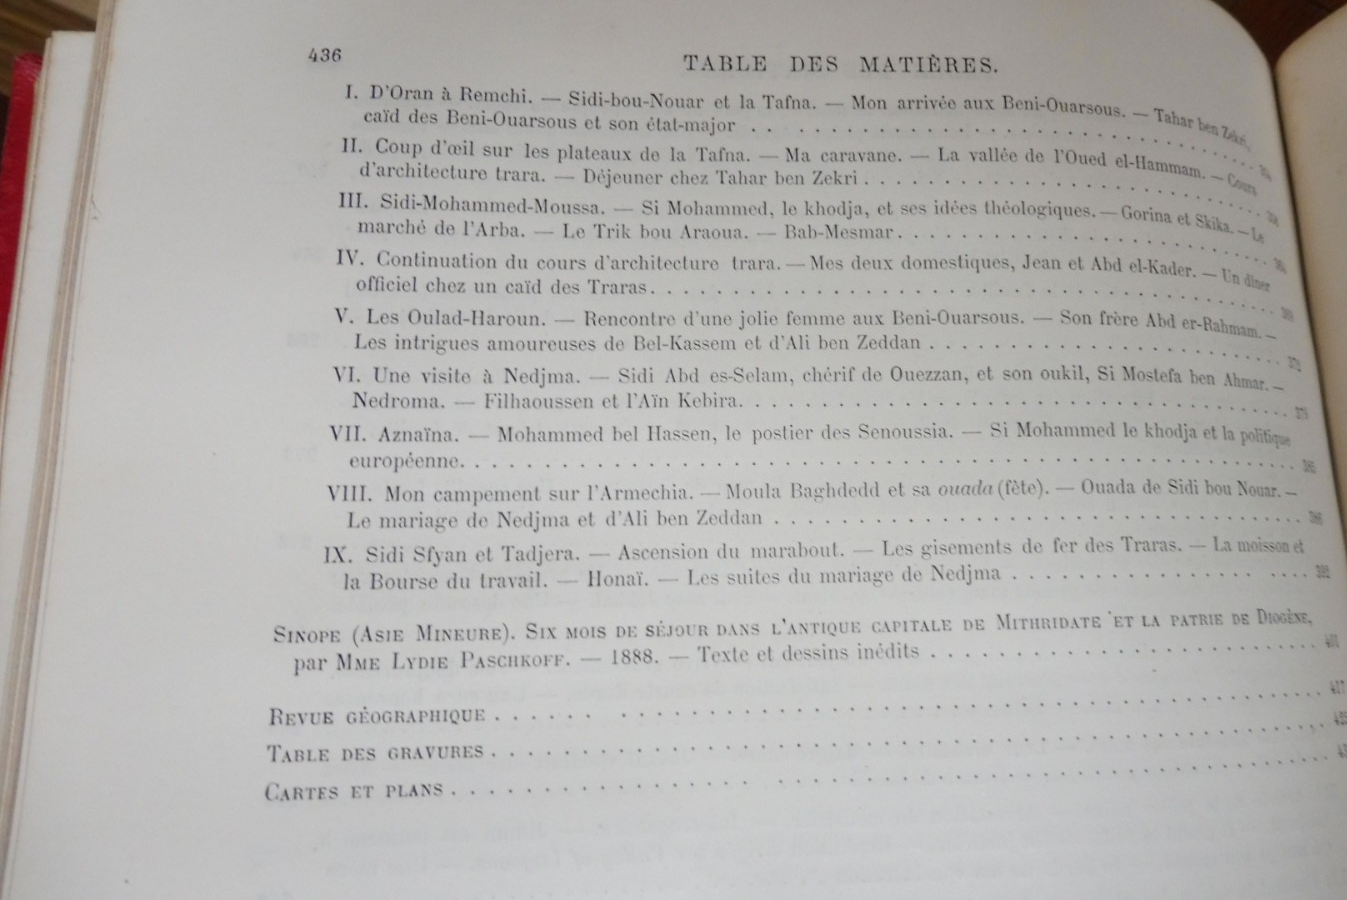 436
TABLE DES MATIÈRES.
I. D'Oran à Remchi. — Sidi-bou-Nouar et la Tafna. — Mon arrivée aux Beni-Ouarsous. — Tahar ben Zekri,
caïd des Beni-Ouarsous et son état-major . . . . . . . . . . . . . . . . . . . .
II. Coup d'œil sur les plateaux de la Tafna. — Ma caravane. — La vallée de l'Oued el-Hammam. — Cours
d'architecture trara. — Déjeuner chez Tahar ben Zekri . . . . . . . . . . . . . . . .
III. Sidi-Mohammed-Moussa. — Si Mohammed, le khodja, et ses idées théologiques. — Gorina et Skika. — Le
marché de l'Arba. — Le Trik bou Araoua. — Bab-Mesmar. . . . . . . . . . . . . . . .
IV. Continuation du cours d'architecture trara. — Mes deux domestiques, Jean et Abd el-Kader. — Un dîner
officiel chez un caïd des Traras. . . . . . . . . . . . . . . . . . . . . . . .
V. Les Oulad-Haroun. — Rencontre d'une jolie femme aux Beni-Ouarsous. — Son frère Abd er-Rahmam. —
Les intrigues amoureuses de Bel-Kassem et d'Ali ben Zeddan . . . . . . . . . . . . . .
VI. Une visite à Nedjma. — Sidi Abd es-Selam, chérif de Ouezzan, et son oukil, Si Mostefa ben Ahmar. —
Nedroma. — Filhaoussen et l'Aïn Kebira. . . . . . . . . . . . . . . . . . . . . .
VII. Aznaïna. — Mohammed bel Hassen, le postier des Senoussia. — Si Mohammed le khodja et la politique
européenne. . . . . . . . . . . . . . . . . . . . . . . . . . . . . . . .
VIII. Mon campement sur l'Armechia. — Moula Baghdedd et sa ouada (fête). — Ouada de Sidi bou Nouar. —
Le mariage de Nedjma et d'Ali ben Zeddan . . . . . . . . . . . . . . . . . . . .
IX. Sidi Sfyan et Tadjera. — Ascension du marabout. — Les gisements de fer des Traras. — La moisson et
la Bourse du travail. — Honaï. — Les suites du mariage de Nedjma . . . . . . . . . . . .
SINOPE (ASIE MINEURE). SIX MOIS DE SÉJOUR DANS L'ANTIQUE CAPITALE DE MITHRIDATE ET LA PATRIE DE DIOGÈNE,
par MME LYDIE PASCHKOFF. — 1888. — Texte et dessins inédits . . . . . . . . . . . . . .
REVUE GÉOGRAPHIQUE . . . . . . . . . . . . . . . . . . . . . . . . . . . . 417
TABLE DES GRAVURES . . . . . . . . . . . . . . . . . . . . . . . . . . . .
CARTES ET PLANS . . . . . . . . . . . . . . . . . . . . . . . . . . . . . .